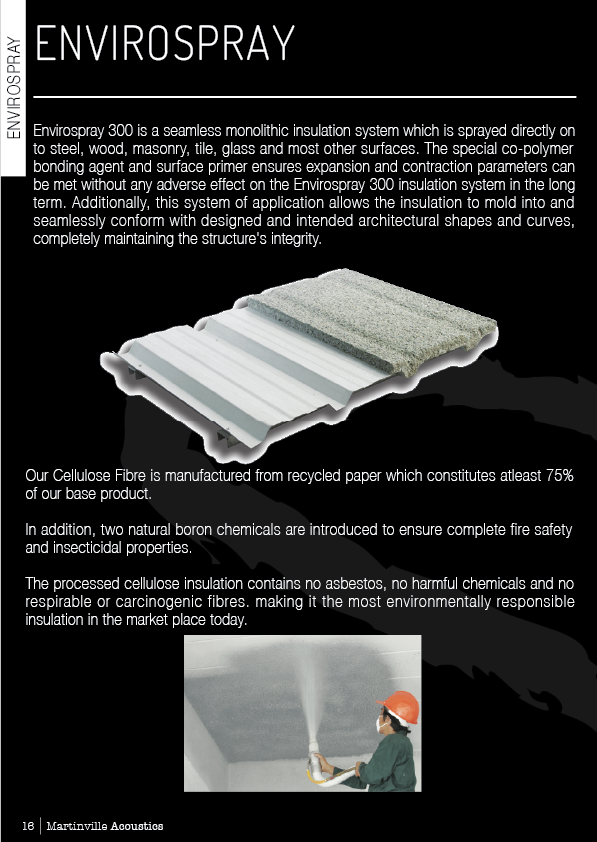 ENVIROSPRAY
ENVIROSPRAY
Envirospray 300 is a seamless monolithic insulation system which is sprayed directly on
to steel, wood, masonry, tile, glass and most other surfaces. The special co-polymer
bonding agent and surface primer ensures expansion and contraction parameters can
be met without any adverse effect on the Envirospray 300 insulation system in the long
term. Additionally, this system of application allows the insulation to mold into and
seamlessly conform with designed and intended architectural shapes and curves,
completely maintaining the structure's integrity.
Our Cellulose Fibre is manufactured from recycled paper which constitutes atleast 75%
of our base product.
In addition, two natural boron chemicals are introduced to ensure complete fire safety
and insecticidal properties.
The processed cellulose insulation contains no asbestos, no harmful chemicals and no
respirable or carcinogenic fibres. making it the most environmentally responsible
insulation in the market place today.
16 Martinville Acoustics